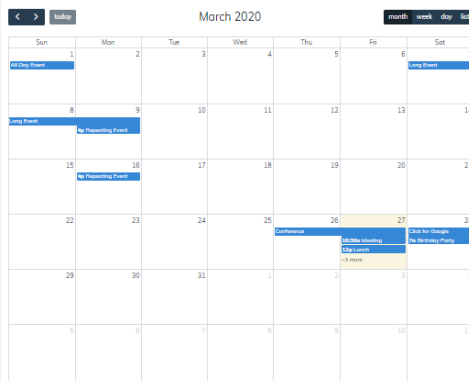 today
March 2020
month week day list
Sun Mon Tue Wed Thu Fri Sat
1 2 3 4 5 6
All Day Event
Long Event
8 9 10 11 12 13 14
Long Event
4p Repeating Event
15 16 17 18 19 20
4p Repeating Event
22 23 24 25 26 27 28
Conference
Click for Google
10:30a Meeting
7a Birthday Party
12p Lunch
+3 more
29 30 31 1 2 3
5 6 7 8 9 10